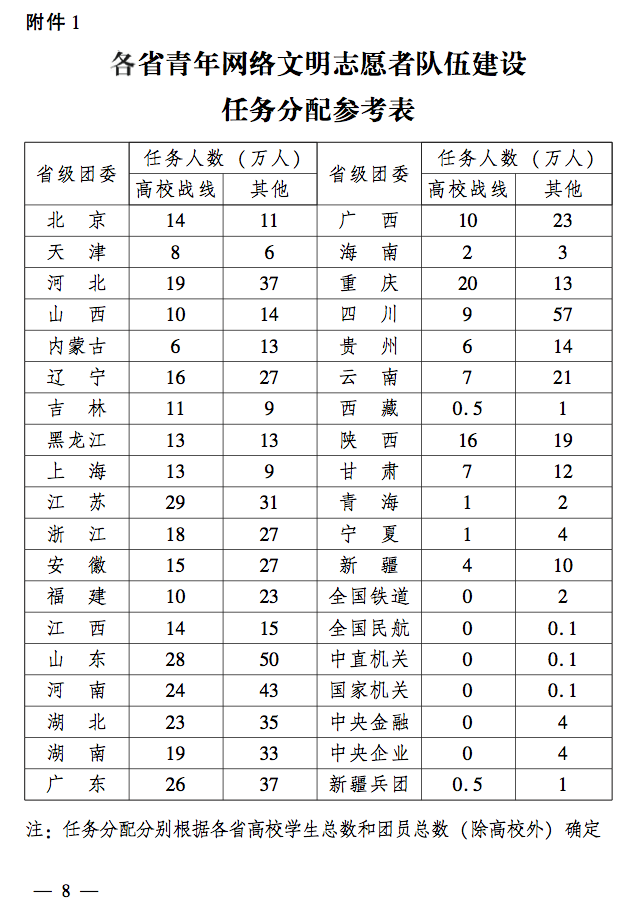 附件 1
各省青年网络文明志愿者队伍建设
任务分配参考表
省级团委 任务人数（万人） 省级团委 任务人数（万人）
高校战线 其他 高校战线 其他
北 京 14 11 广 西 10 23
天 津 8 6 海 南 2 3
河 北 19 37 重 庆 20 13
山 西 10 14 四 川 9 57
内蒙古 6 13 贵 州 6 14
辽 宁 16 27 云 南 7 21
吉 林 11 9 西 藏 0.5 1
黑龙江 13 13 陕 西 16 19
上 海 13 9 甘 肃 7 12
江 苏 29 31 青 海 1 2
浙 江 18 27 宁 夏 1 4
安 徽 15 27 新 疆 4 10
福 建 10 23 全国铁道 0 2
江 西 14 15 全国民航 0 0.1
山 东 28 50 中直机关 0 0.1
河 南 24 43 国家机关 0 0.1
湖 北 23 35 中央金融 0 4
湖 南 19 33 中央企业 0 4
广 东 26 37 新疆兵团 0.5 1
注：任务分配分别根据各省高校学生总数和团员总数（除高校外）确定
— 8 —